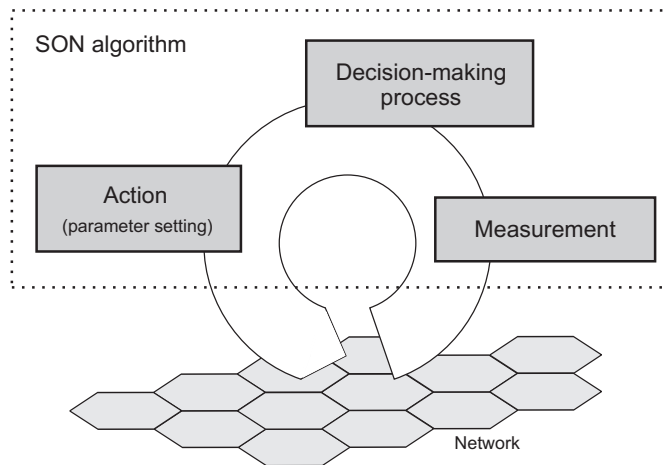 SON algorithm
Decision-making
process
Action
(parameter setting)
Measurement
Network